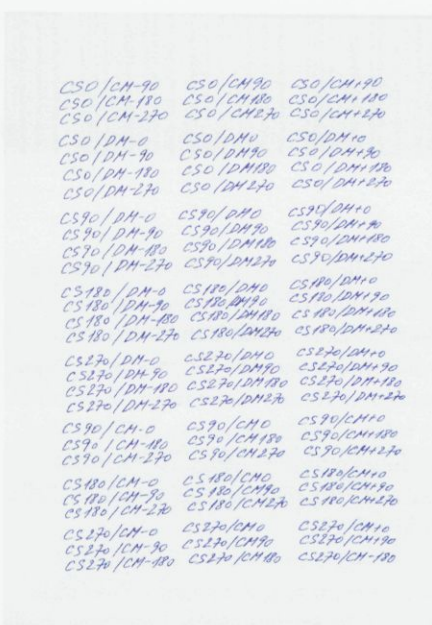 CS0/CM-90 CS0/CM90 CS0/CM+90
CS0/CM-180 CS0/CM180 CS0/CM+180
CS0/CM-270 CS0/CM270 CS0/CM+270
CS0/DM-0 CS0/DM0 CS0/DM+0
CS0/DM-90 CS0/DM90 CS0/DM+90
CS0/DM-180 CS0/DM180 CS0/DM+180
CS0/DM-270 CS0/DM270 CS0/DM+270
CS90/DM-0 CS90/DM0 CS90/DM+0
CS90/DM-90 CS90/DM90 CS90/DM+90
CS90/DM-180 CS90/DM180 CS90/DM+180
CS90/DM-270 CS90/DM270 CS90/DM+270
CS180/DM-0 CS180/DM0 CS180/DM+0
CS180/DM-90 CS180/DM90 CS180/DM+90
CS180/DM-180 CS180/DM180 CS180/DM+180
CS180/DM-270 CS180/DM270 CS180/DM+270
CS270/DM-0 CS270/DM0 CS270/DM+0
CS270/DM-90 CS270/DM90 CS270/DM+90
CS270/DM-180 CS270/DM180 CS270/DM+180
CS270/DM-270 CS270/DM270 CS270/DM+270
CS90/CM-0 CS90/CM0 CS90/CM+0
CS90/CM-180 CS90/CM180 CS90/CM+180
CS90/CM-270 CS90/CM270 CS90/CM+270
CS180/CM-0 CS180/CM0 CS180/CM+0
CS180/CM-90 CS180/CM90 CS180/CM+90
CS180/CM-270 CS180/CM270 CS180/CM+270
CS270/CM-0 CS270/CM0 CS270/CM+0
CS270/CM-90 CS270/CM90 CS270/CM+90
CS270/CM-180 CS270/CM180 CS270/CM-180